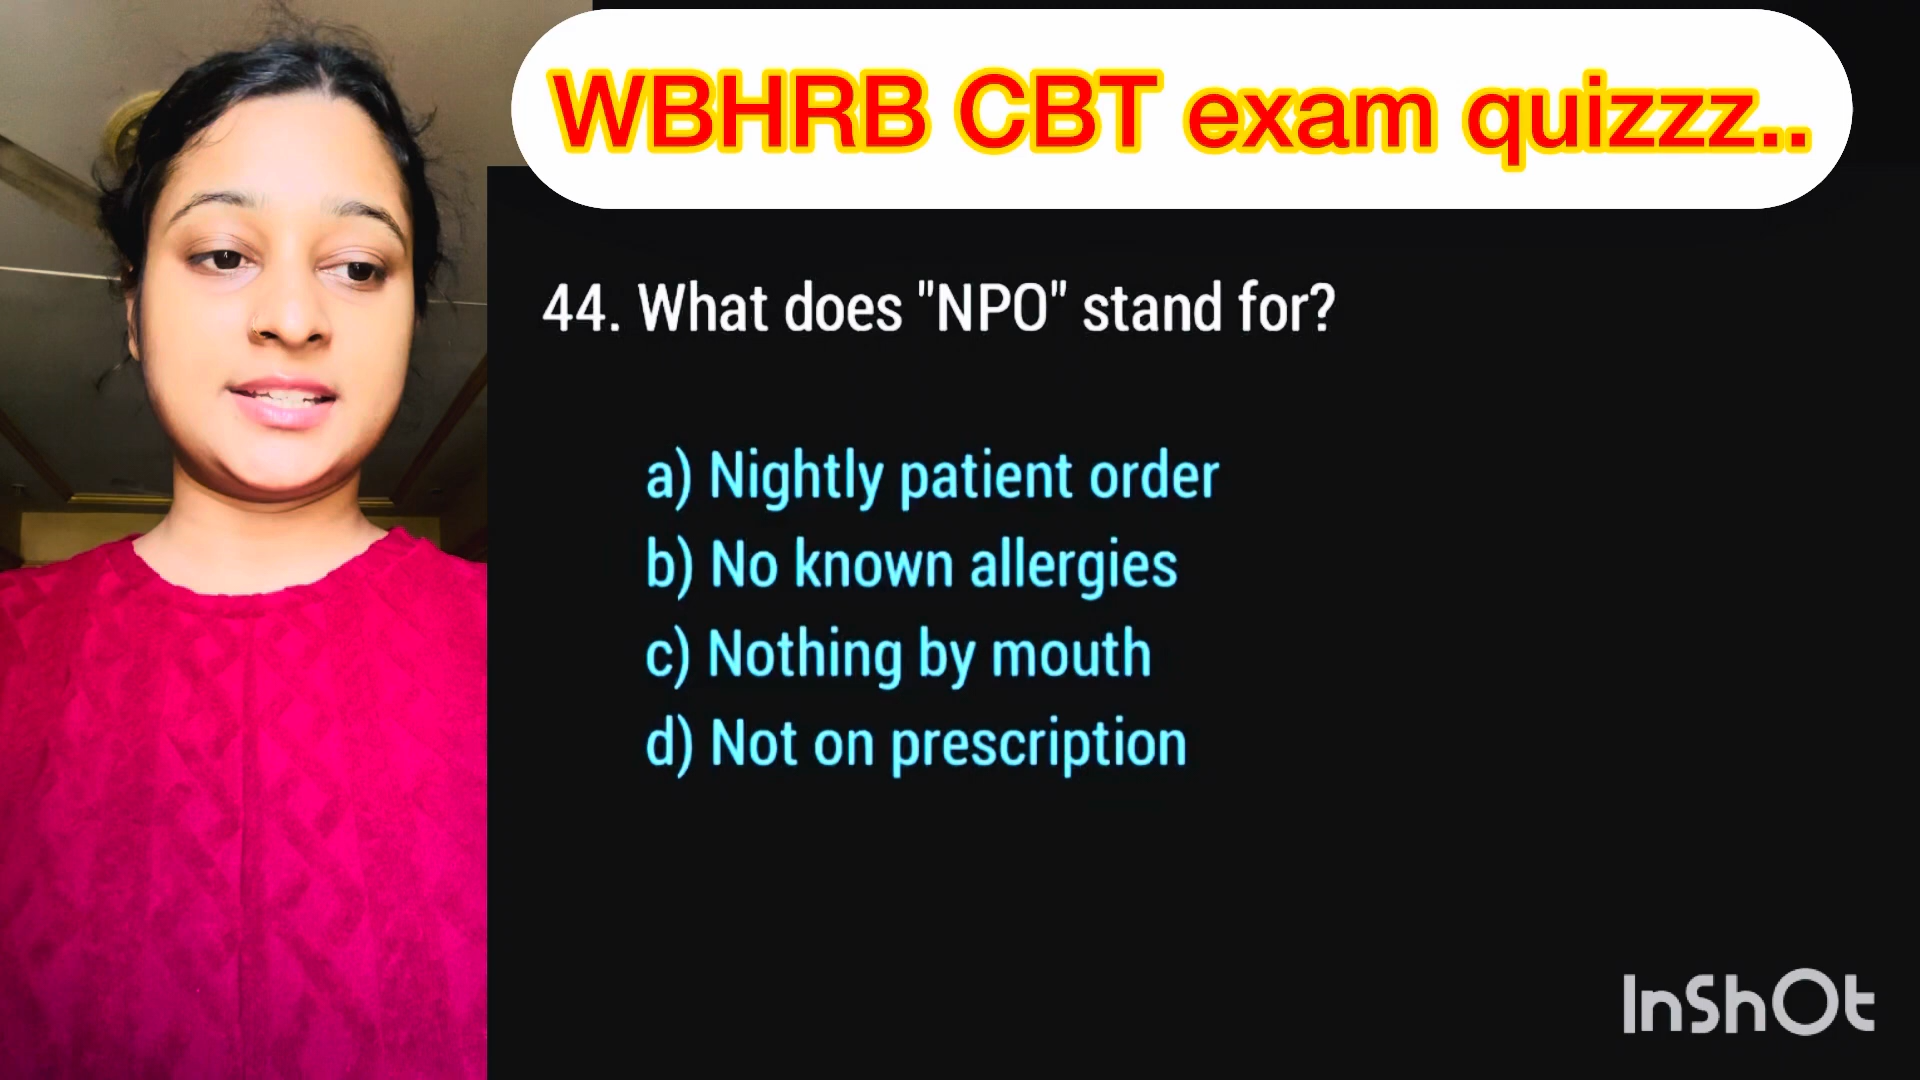 WBHRB CBT exam quizzz..
44. What does "NPO" stand for?
a) Nightly patient order
b) No known allergies
c) Nothing by mouth
d) Not on prescription
InShOt